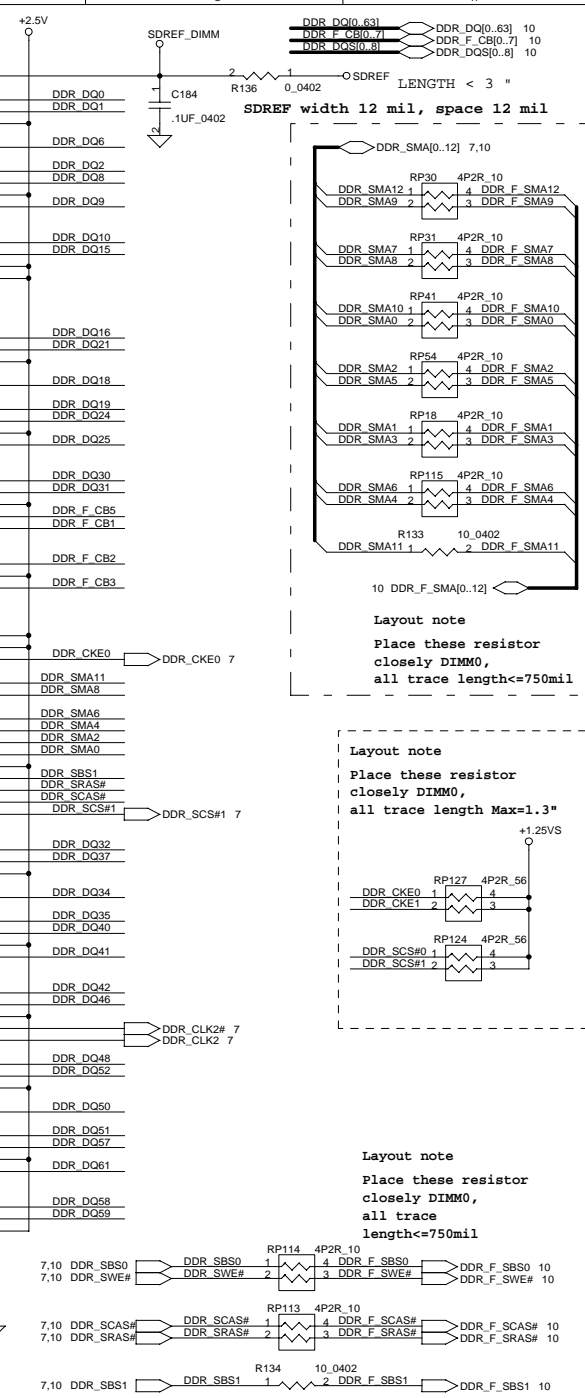 +2.5V
SDREF_DIMM
DDR_DQ[0..63] DDR_DQ[0..63] 10
DDR_F_CB[0..7] DDR_F_CB[0..7] 10
DDR_DQS[0..8] DDR_DQS[0..8] 10
2 1 SDREF
R136 0_0402
LENGTH < 3 "
1 C184
.1UF_0402
2
SDREF width 12 mil, space 12 mil
DDR_DQ0
DDR_DQ1
DDR_DQ6
DDR_DQ2
DDR_DQ8
DDR_DQ9
DDR_DQ10
DDR_DQ15
DDR_DQ16
DDR_DQ21
DDR_DQ18
DDR_DQ19
DDR_DQ24
DDR_DQ25
DDR_DQ30
DDR_DQ31
DDR_F_CB5
DDR_F_CB1
DDR_F_CB2
DDR_F_CB3
DDR_SMA[0..12] 7,10
RP30 4P2R_10
DDR_SMA12 1 4 DDR_F_SMA12
DDR_SMA9 2 3 DDR_F_SMA9
RP31 4P2R_10
DDR_SMA7 1 4 DDR_F_SMA7
DDR_SMA8 2 3 DDR_F_SMA8
RP41 4P2R_10
DDR_SMA10 1 4 DDR_F_SMA10
DDR_SMA0 2 3 DDR_F_SMA0
RP54 4P2R_10
DDR_SMA2 1 4 DDR_F_SMA2
DDR_SMA5 2 3 DDR_F_SMA5
RP18 4P2R_10
DDR_SMA1 1 4 DDR_F_SMA1
DDR_SMA3 2 3 DDR_F_SMA3
RP115 4P2R_10
DDR_SMA6 1 4 DDR_F_SMA6
DDR_SMA4 2 3 DDR_F_SMA4
R133 10_0402
DDR_SMA11 1 2 DDR_F_SMA11
10 DDR_F_SMA[0..12]
Layout note
Place these resistor
closely DIMM0,
all trace length<=750mil
DDR_CKE0 DDR_CKE0 7
DDR_SMA11
DDR_SMA8
DDR_SMA6
DDR_SMA4
DDR_SMA2
DDR_SMA0
DDR_SBS1
DDR_SRAS#
DDR_SCAS#
DDR_SCS#1 DDR_SCS#1 7
DDR_DQ32
DDR_DQ37
DDR_DQ34
DDR_DQ35
DDR_DQ40
DDR_DQ41
DDR_DQ42
DDR_DQ46
DDR_CLK2# 7
DDR_CLK2 7
DDR_DQ48
DDR_DQ52
DDR_DQ50
DDR_DQ51
DDR_DQ57
DDR_DQ61
DDR_DQ58
DDR_DQ59
Layout note
Place these resistor
closely DIMM0,
all trace length Max=1.3"
+1.25VS
RP127 4P2R_56
DDR_CKE0 1 4
DDR_CKE1 2 3
RP124 4P2R_56
DDR_SCS#0 1 4
DDR_SCS#1 2 3
Layout note
Place these resistor
closely DIMM0,
all trace
length<=750mil
RP114 4P2R_10
7,10 DDR_SBS0 DDR_SBS0 1 4 DDR_F_SBS0 DDR_F_SBS0 10
7,10 DDR_SWE# DDR_SWE# 2 3 DDR_F_SWE# DDR_F_SWE# 10
RP113 4P2R_10
7,10 DDR_SCAS# DDR_SCAS# 1 4 DDR_F_SCAS# DDR_F_SCAS# 10
7,10 DDR_SRAS# DDR_SRAS# 2 3 DDR_F_SRAS# DDR_F_SRAS# 10
R134 10_0402
7,10 DDR_SBS1 DDR_SBS1 1 2 DDR_F_SBS1 DDR_F_SBS1 10